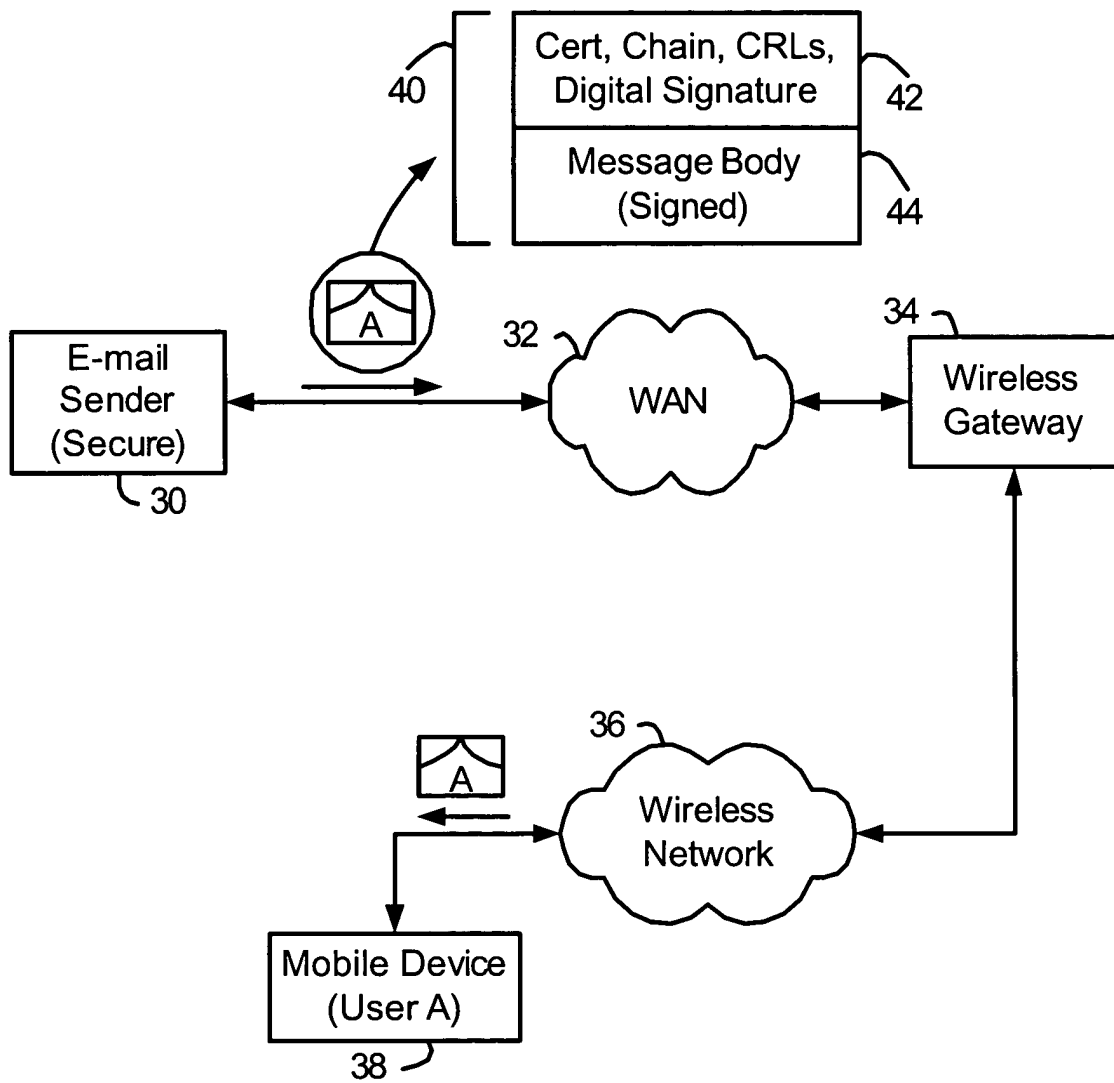 Cert, Chain, CRLs,
Digital Signature
40
42
Message Body
(Signed)
44
A
E-mail
Sender
(Secure)
30
32
WAN
34
Wireless
Gateway
A
36
Wireless
Network
Mobile Device
(User A)
38